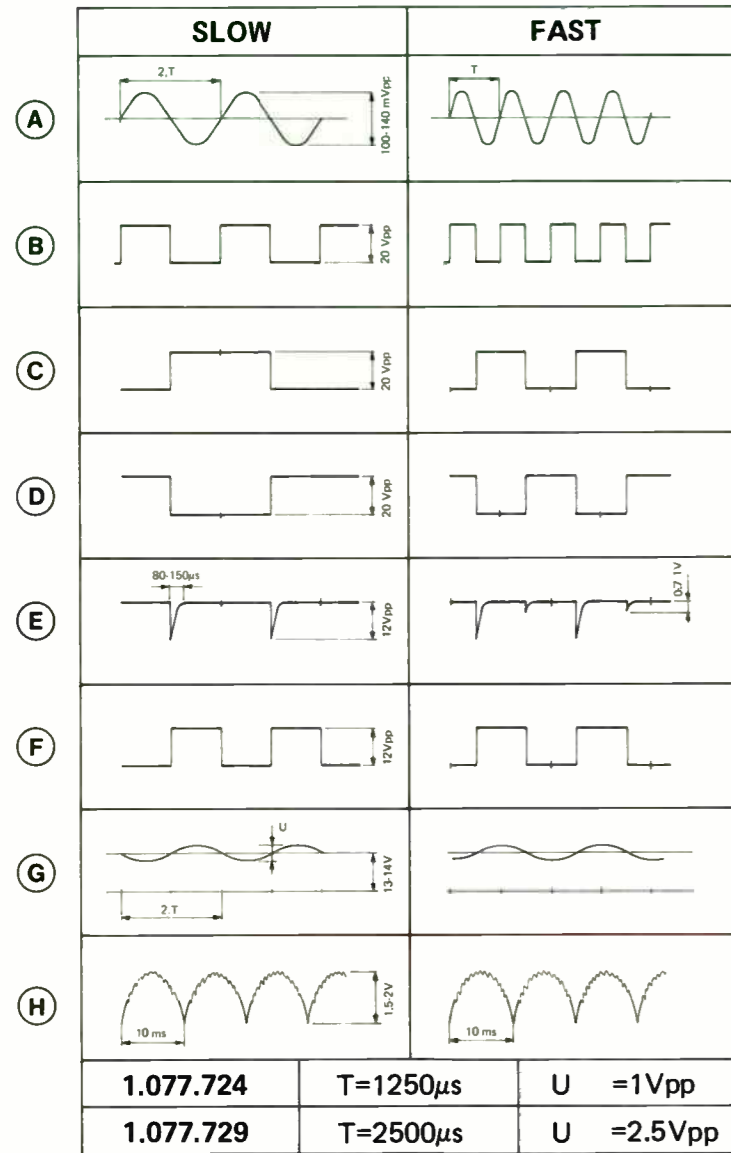 SLOW FAST
A 2.T 100-140 mVpp T
B 20 Vpp
C 20 Vpp
D 20 Vpp
E 80-150µs 12Vpp 0.7 1V
F 12Vpp
G U 13-14V 2.T
H 10 ms 1.5-2V 10 ms
1.077.724 T=1250µs U =1Vpp
1.077.729 T=2500µs U =2.5Vpp